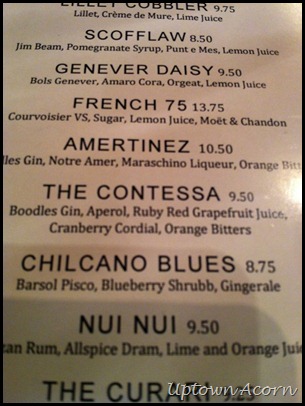 LILLET COBBLER 9.75
Lillet, Crème de Mure, Lime Juice
SCOFFLAW 8.50
Jim Beam, Pomegranate Syrup, Punt e Mes, Lemon Juice
GENEVER DAISY 9.50
Bols Genever, Amaro Cora, Orgeat, Lemon Juice
FRENCH 75 13.75
Courvoisier VS, Sugar, Lemon Juice, Moët & Chandon
AMERTINEZ 10.50
dles Gin, Notre Amer, Maraschino Liqueur, Orange Bitt
THE CONTESSA 9.50
Boodles Gin, Aperol, Ruby Red Grapefruit Juice,
Cranberry Cordial, Orange Bitters
CHILCANO BLUES 8.75
Barsol Pisco, Blueberry Shrubb, Gingerale
NUI NUI 9.50
zan Rum, Allspice Dram, Lime and Orange Juic
THE
Uptown Acorn